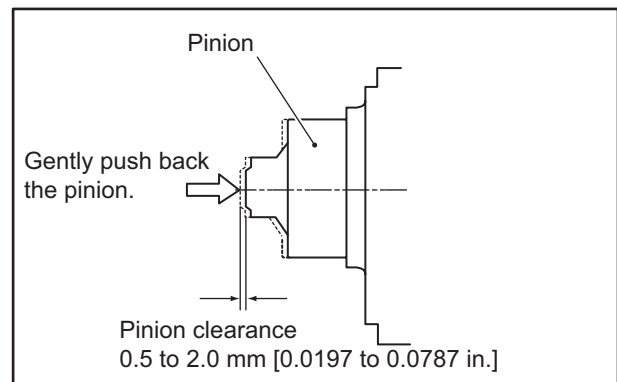 Pinion
Gently push back
the pinion.
Pinion clearance
0.5 to 2.0 mm [0.0197 to 0.0787 in.]